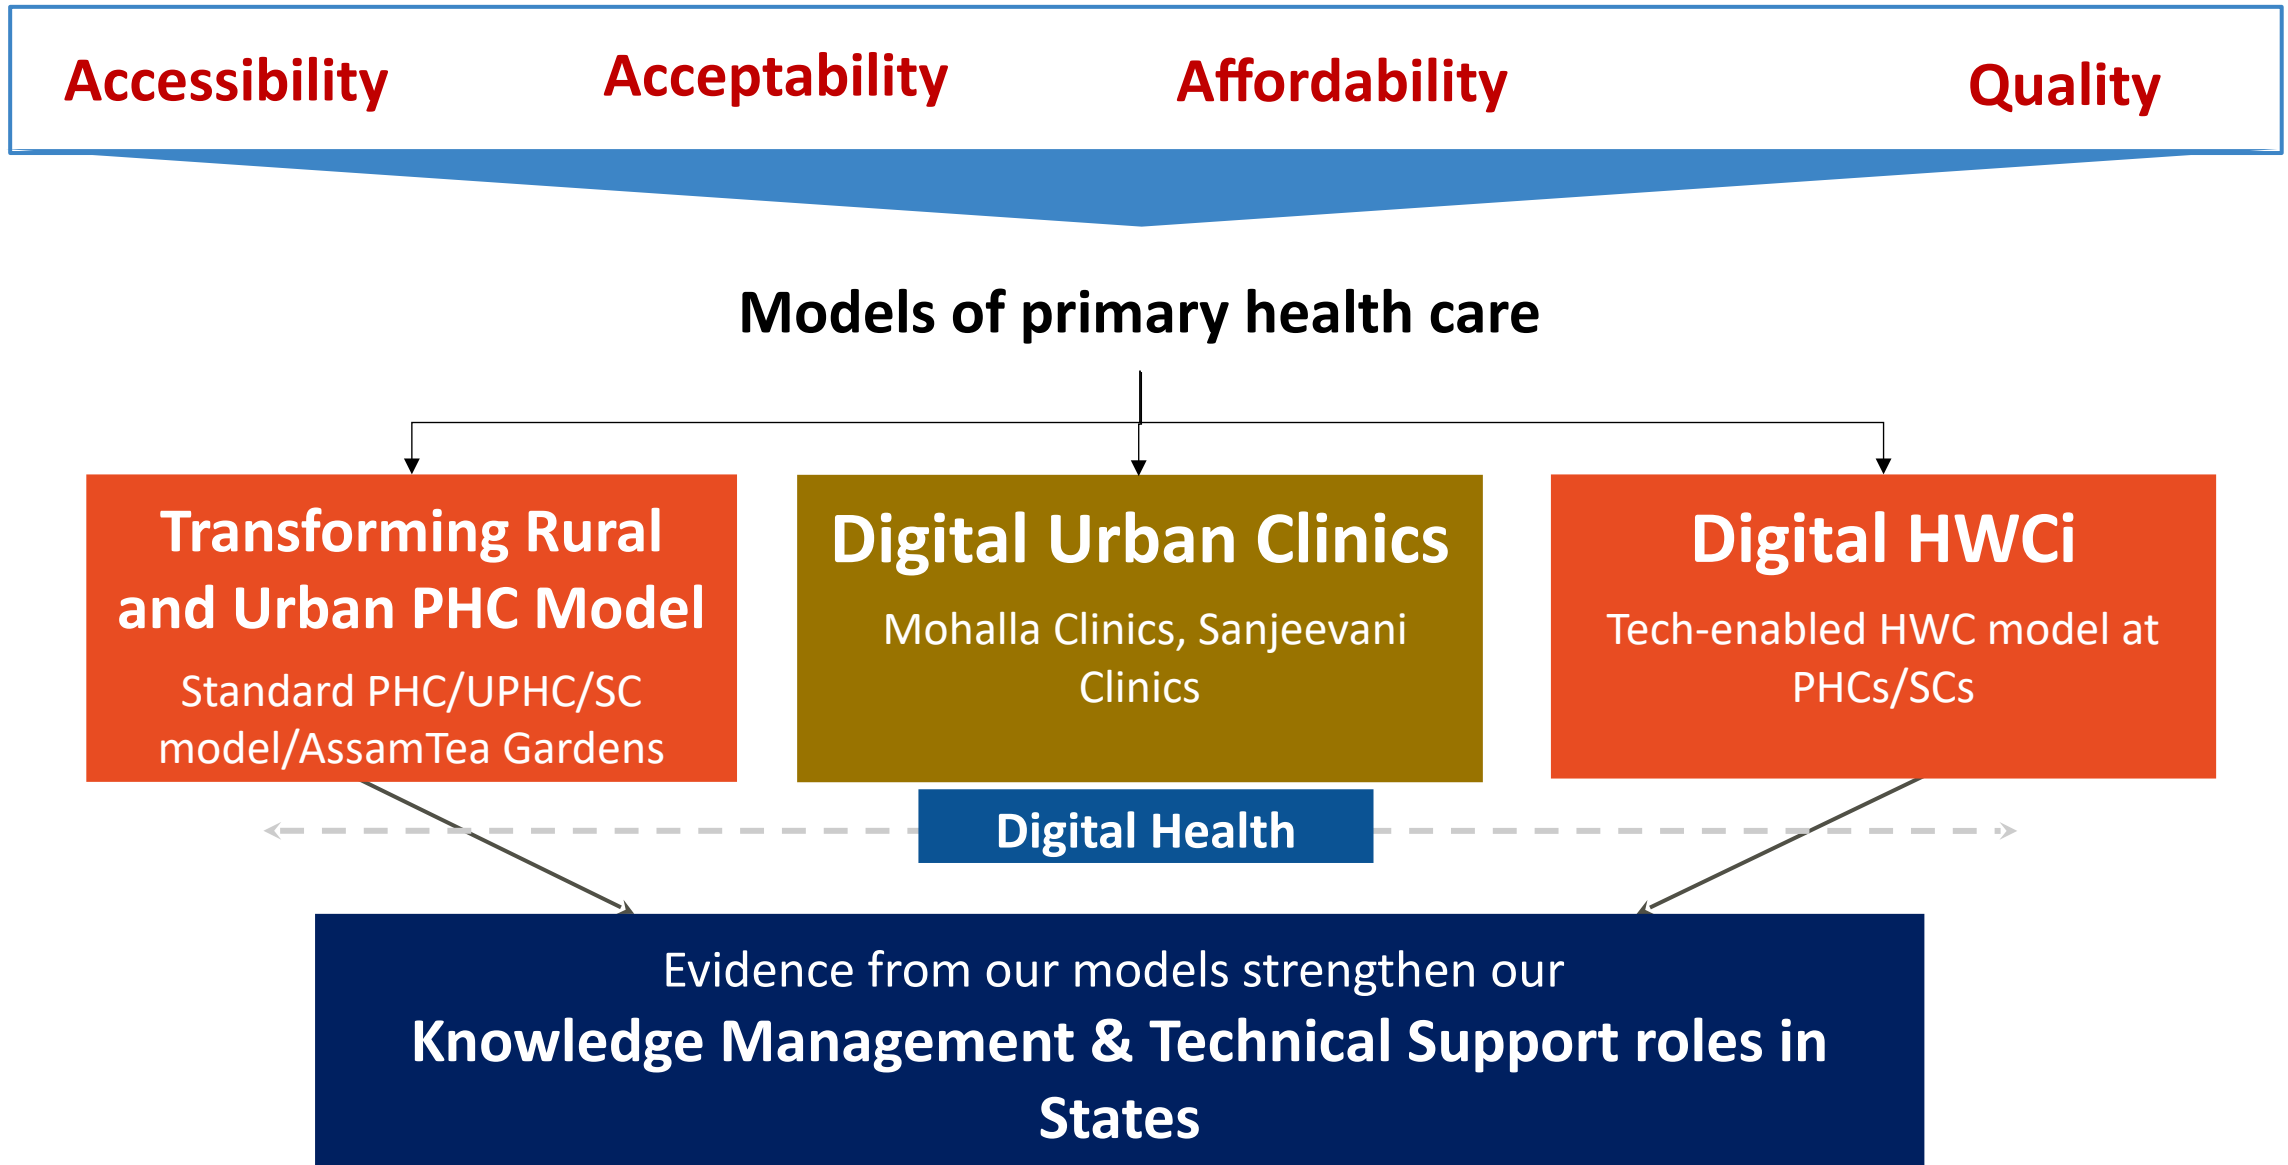 Accessibility
Acceptability
Affordability
Quality
Models of primary health care
Transforming Rural
and Urban PHC Model
Standard PHC/UPHC/SC
model/AssamTea Gardens
Digital Urban Clinics
Mohalla Clinics, Sanjeevani
Clinics
Digital HWCi
Tech-enabled HWC model at
PHCs/SCs
Digital Health
Evidence from our models strengthen our
Knowledge Management & Technical Support roles in
States